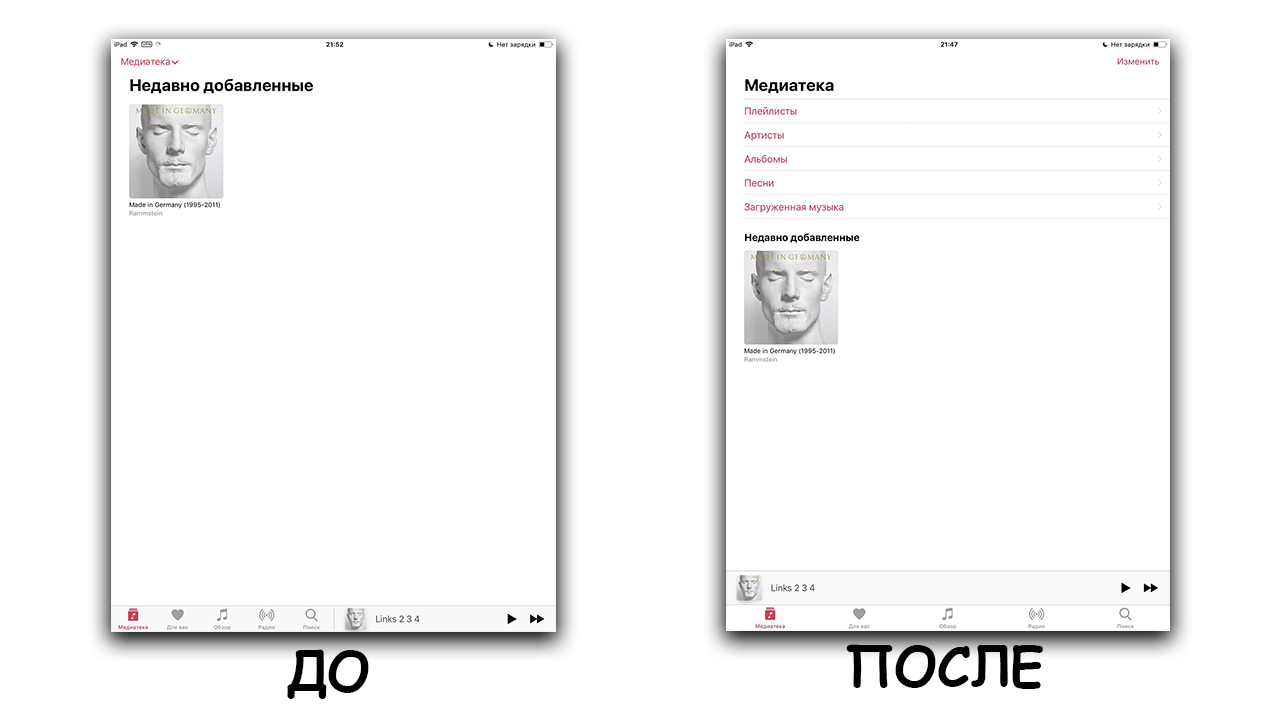 iPad VPN 21:52 Нет зарядки
Медиатека
Недавно добавленные
MADE IN GERMANY
Made in Germany (1995-2011)
Rammstein
Медиатека Для вас Обзор Радио Поиск Links 2 3 4
ДО
iPad 21:47 Нет зарядки
Изменить
Медиатека
Плейлисты
Артисты
Альбомы
Песни
Загруженная музыка
Недавно добавленные
MADE IN GERMANY
Made in Germany (1995-2011)
Rammstein
Links 2 3 4
Медиатека Для вас Обзор Радио Поиск
ПОСЛЕ